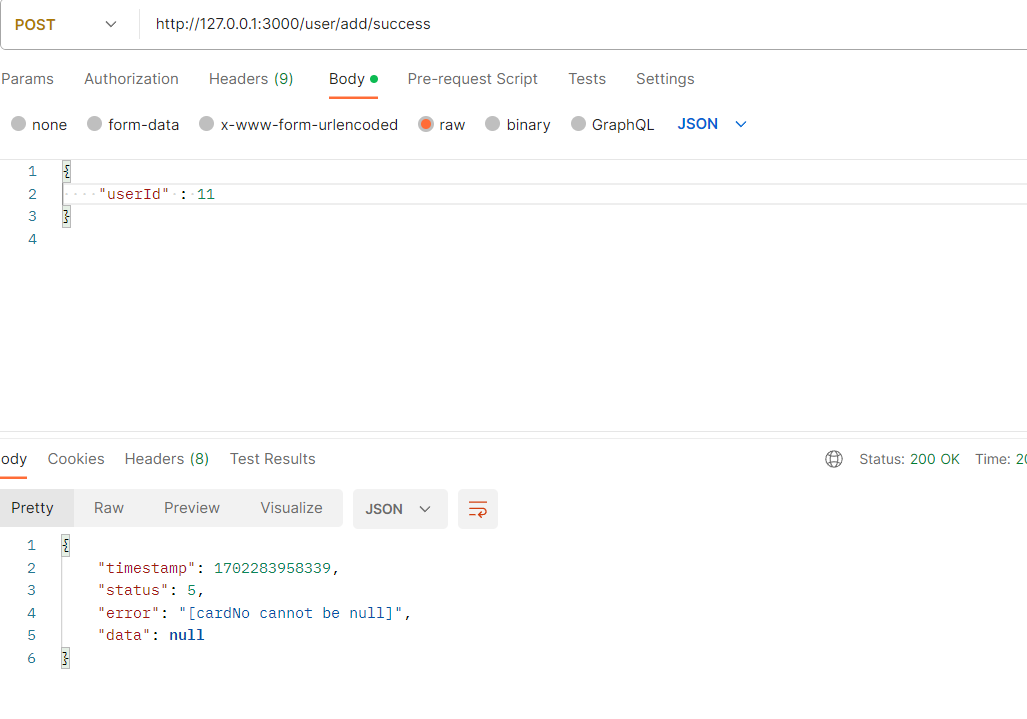 POST http://127.0.0.1:3000/user/add/success
Params Authorization Headers (9) Body Pre-request Script Tests Settings
none form-data x-www-form-urlencoded raw binary GraphQL JSON
1 {
2 "userId" : 11
3 }
4
ody Cookies Headers (8) Test Results Status: 200 OK Time: 20
Pretty Raw Preview Visualize JSON
1 {
2 "timestamp": 1702283958339,
3 "status": 5,
4 "error": "[cardNo cannot be null]",
5 "data": null
6 }